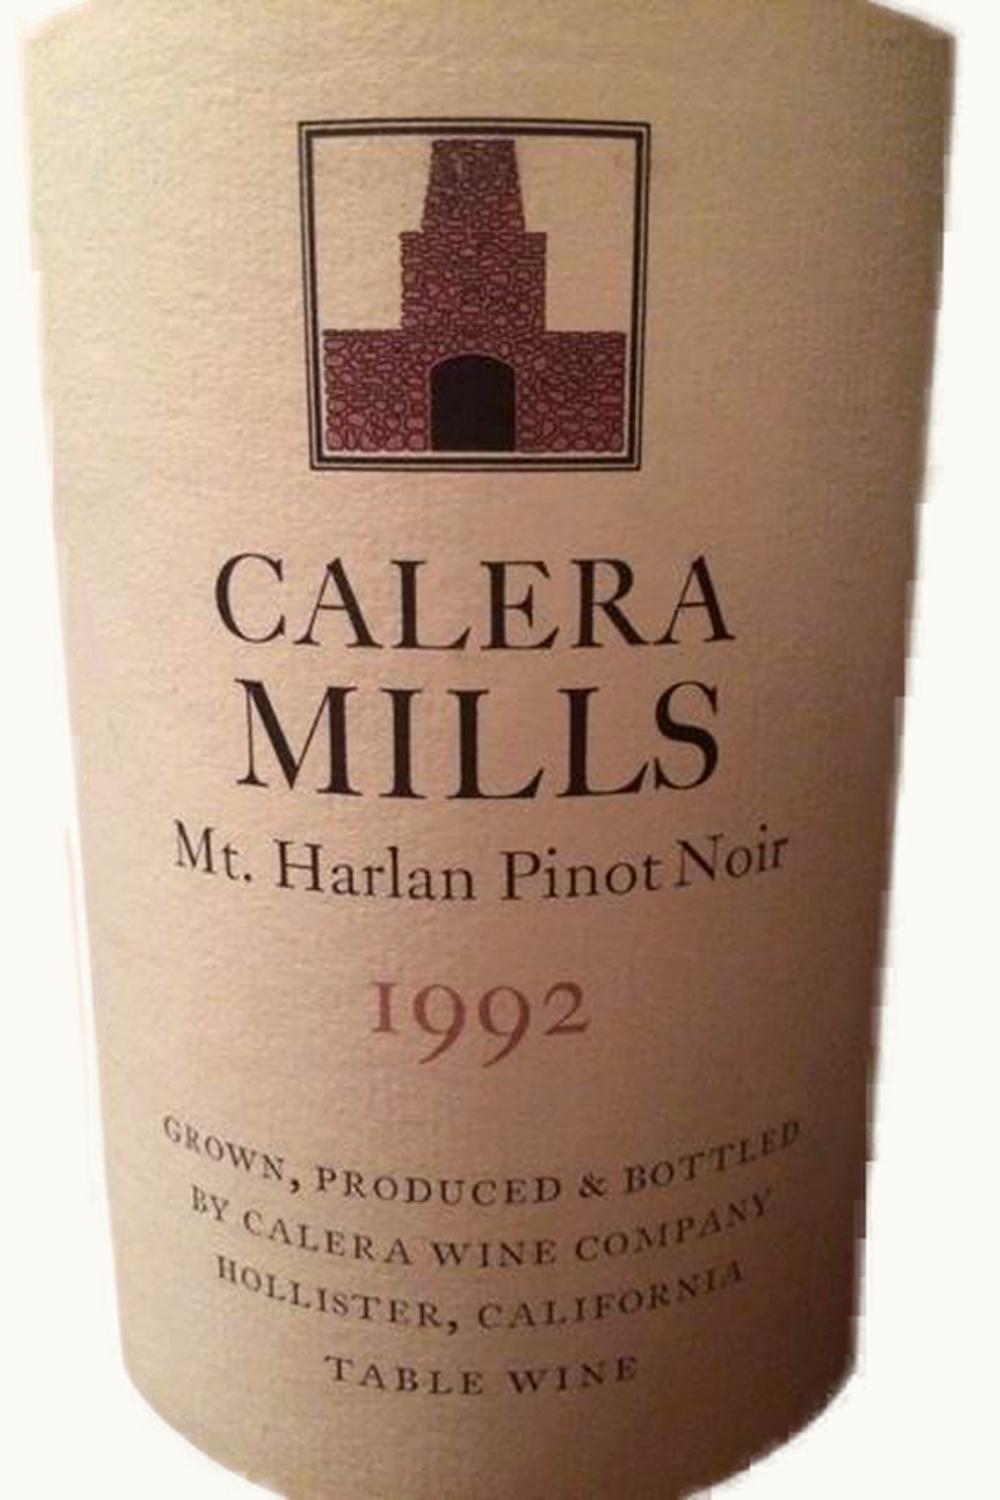 CALERA
MILLS
Mt. Harlan Pinot Noir
1992
GROWN, PRODUCED & BOTTLED
BY CALERA WINE COMPANY
HOLLISTER, CALIFORNIA
TABLE WINE